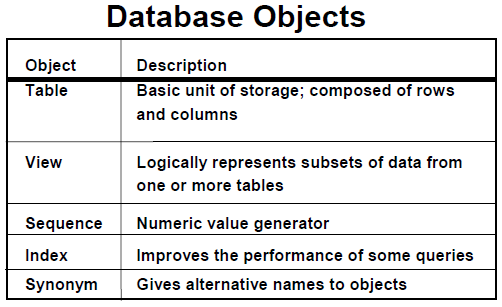 Database Objects
Object Description
Table Basic unit of storage; composed of rows
and columns
View Logically represents subsets of data from
one or more tables
Sequence Numeric value generator
Index Improves the performance of some queries
Synonym Gives alternative names to objects